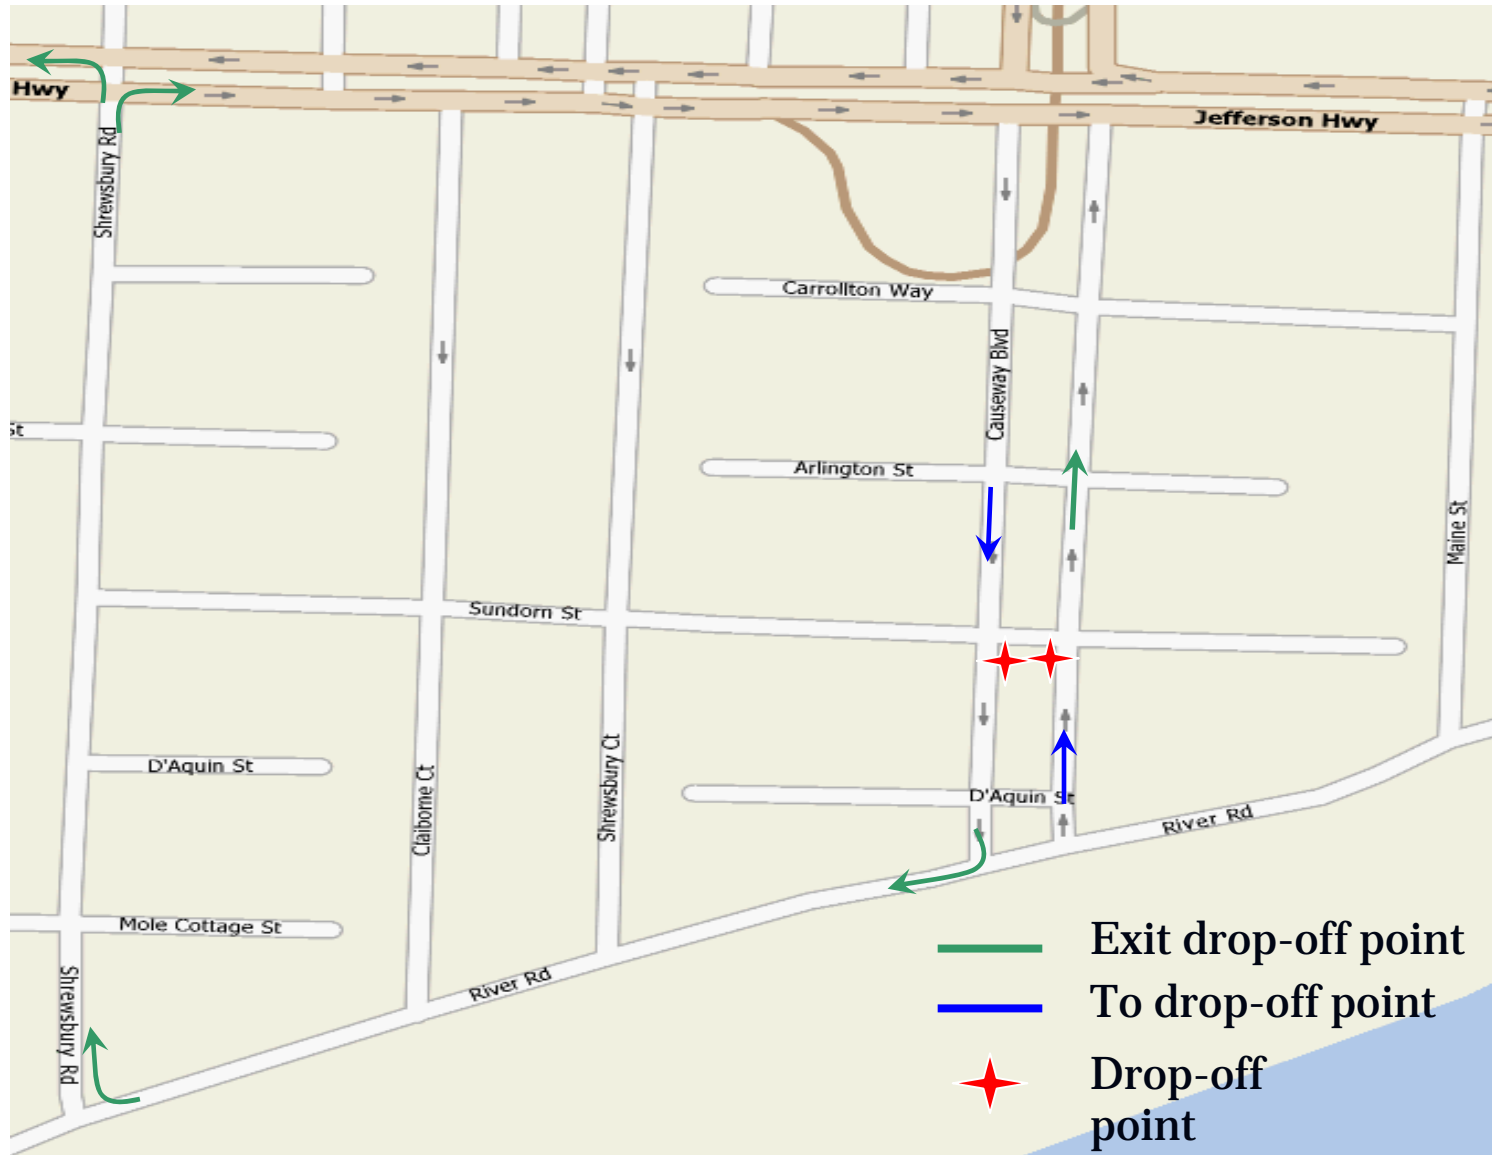 Hwy
Jefferson Hwy
Shrewsbury Rd
Carrollton Way
Causeway Blvd
St
Arlington St
Maine St
Sundorn St
D'Aquin St
Claiborne Ct
Shrewsbury Ct
D'Aquin St
River Rd
Mole Cottage St
River Rd
Shrewsbury Rd
Exit drop-off point
To drop-off point
Drop-off
point